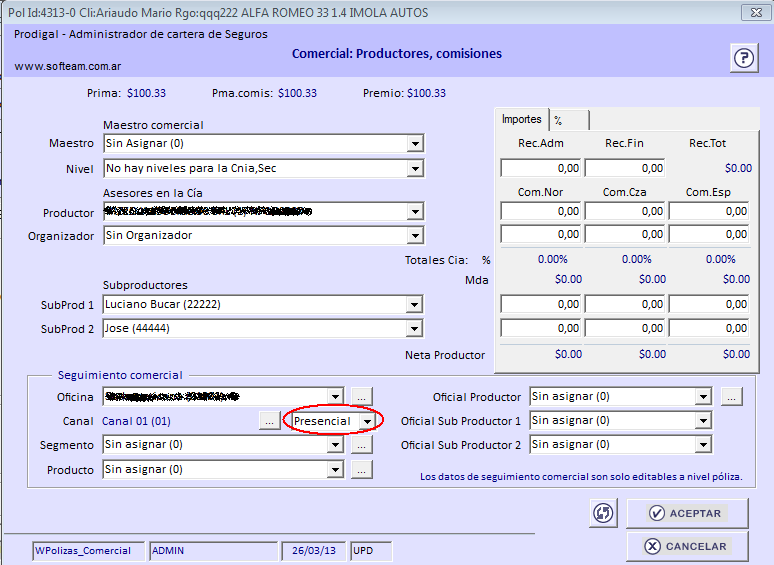 Pol Id:4313-0 Cli:Ariaudo Mario Rgo:qqq222 ALFA ROMEO 33 1.4 IMOLA AUTOS
Prodigal - Administrador de cartera de Seguros
Comercial: Productores, comisiones
www.softeam.com.ar
?
Prima: $100.33 Pma.comis: $100.33 Premio: $100.33
Importes %
Maestro comercial
Maestro Sin Asignar (0)
Nivel No hay niveles para la Cnia,Sec
Asesores en la Cía
Productor
Organizador Sin Organizador
Rec.Adm Rec.Fin Rec.Tot
0,00 0,00 $0.00
Com.Nor Com.Cza Com.Esp
0,00 0,00 0,00
0,00 0,00 0,00
Totales Cia: % 0.00% 0.00% 0.00%
Mda $0.00 $0.00 $0.00
Subproductores
SubProd 1 Luciano Bucar (22222) 0,00 0,00 0,00
SubProd 2 Jose (44444) 0,00 0,00 0,00
Neta Productor $0.00 $0.00 $0.00
Seguimiento comercial
Oficina ...
Canal Canal 01 (01) ... Presencial
Segmento Sin asignar (0) ...
Producto Sin asignar (0) ...
Oficial Productor Sin asignar (0) ...
Oficial Sub Productor 1 Sin asignar (0)
Oficial Sub Productor 2 Sin asignar (0)
Los datos de seguimiento comercial son solo editables a nivel póliza.
ACEPTAR
CANCELAR
WPolizas_Comercial ADMIN 26/03/13 UPD